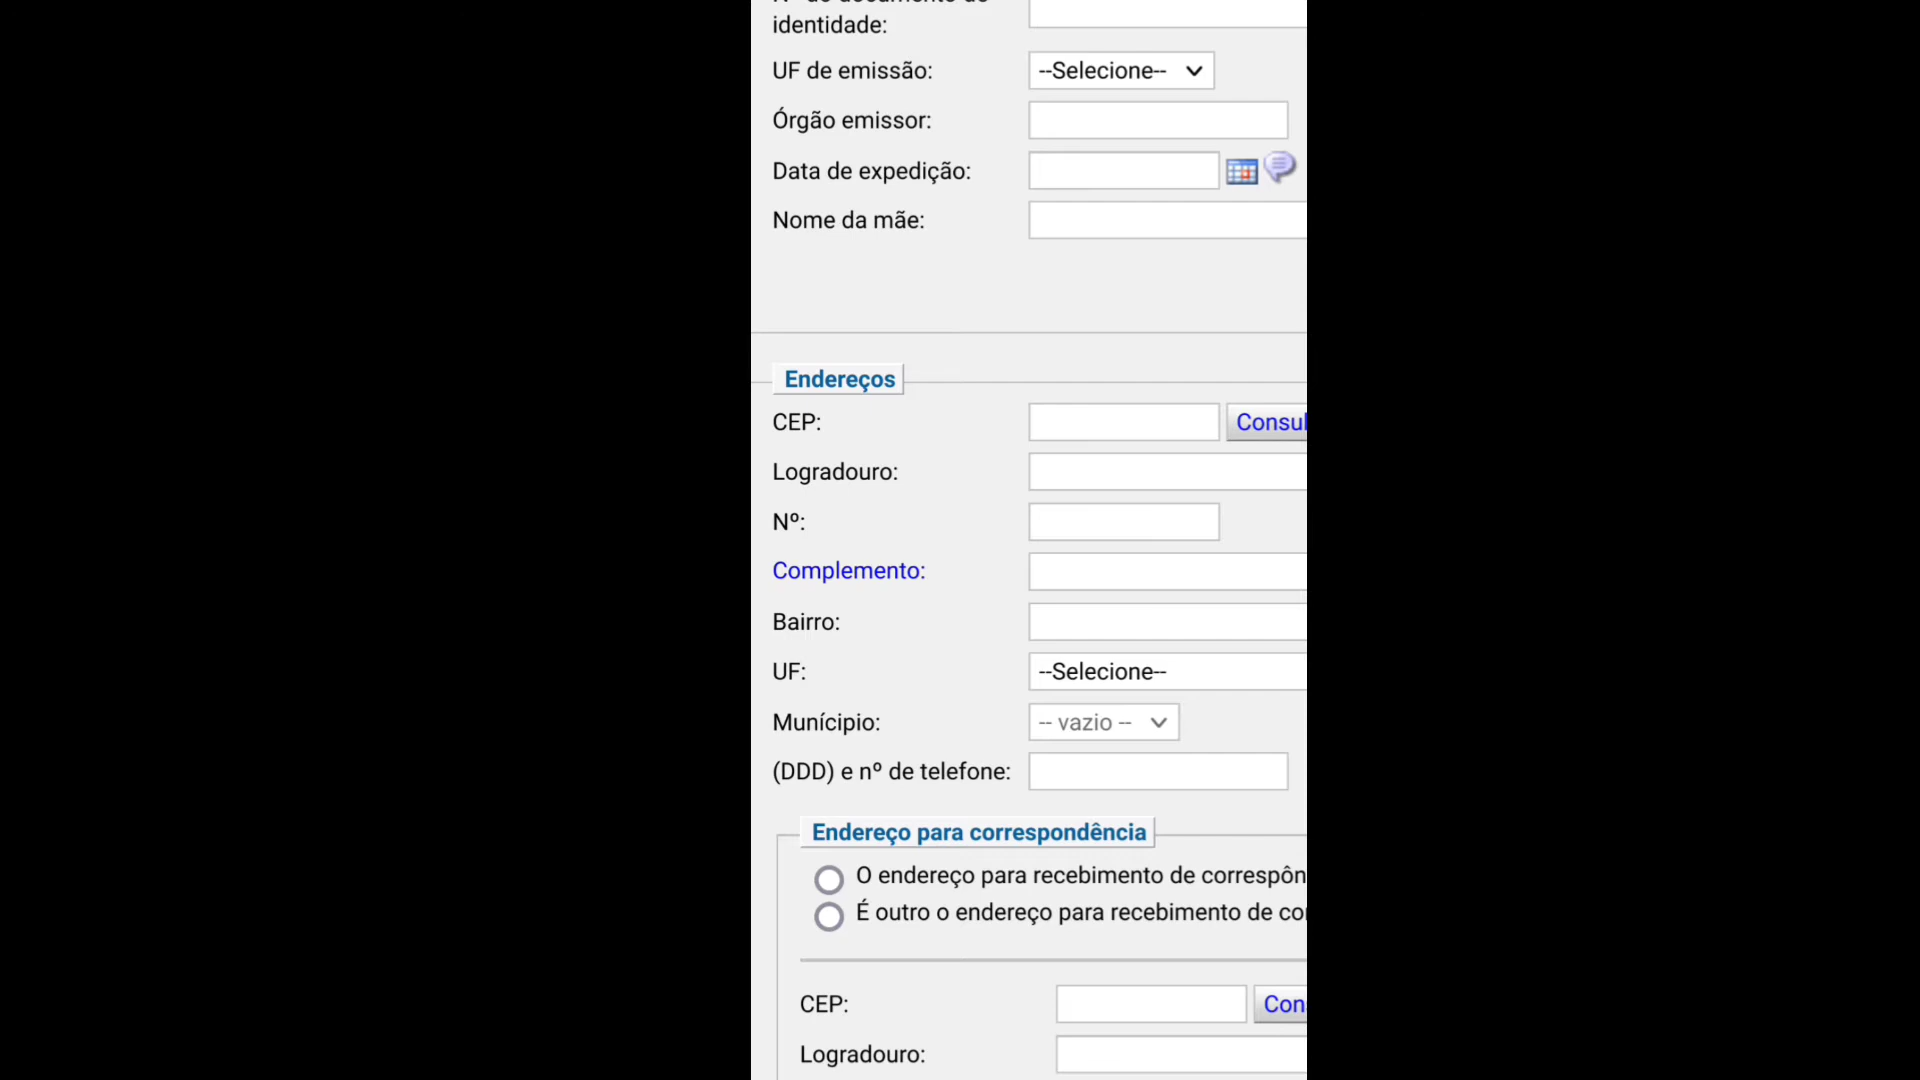 identidade:
UF de emissão: --Selecione--
Órgão emissor:
Data de expedição:
Nome da mãe:
Endereços
CEP: Consul
Logradouro:
Nº:
Complemento:
Bairro:
UF: --Selecione--
Munícipio: -- vazio --
(DDD) e nº de telefone:
Endereço para correspondência
O endereço para recebimento de correspôn
É outro o endereço para recebimento de co
CEP: Con
Logradouro: